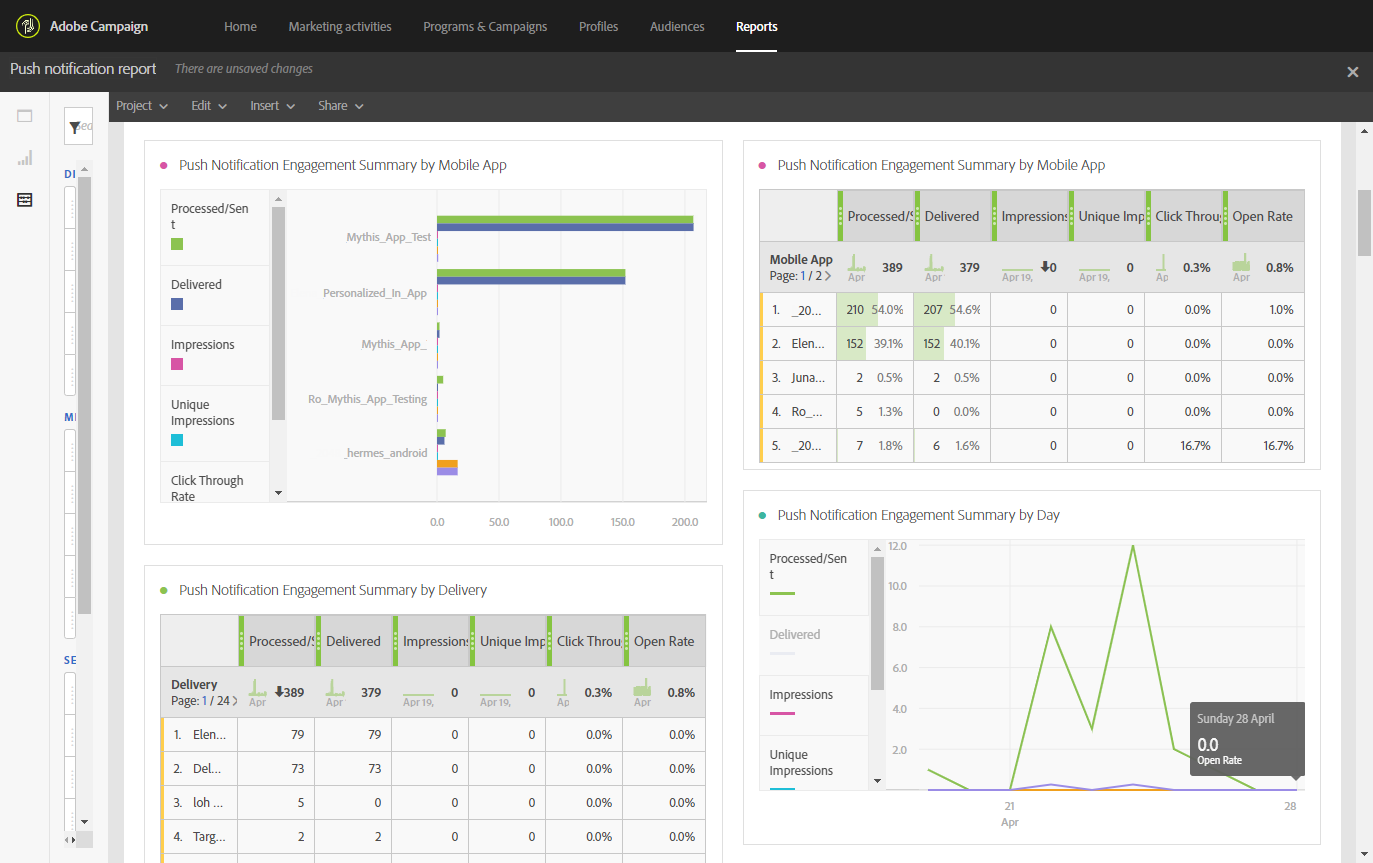 Adobe Campaign
Home Marketing activities Programs & Campaigns Profiles Audiences Reports
Push notification report There are unsaved changes
Project Edit Insert Share
DI
ME
SE
Push Notification Engagement Summary by Mobile App
Processed/Sen
t
Delivered
Impressions
Unique
Impressions
Click Through
Rate
Mythis_App_Test
Personalized_In_App
Mythis_App_
Ro_Mythis_App_Testing
_hermes_android
0.0 50.0 100.0 150.0 200.0
Push Notification Engagement Summary by Mobile App
Processed/S Delivered Impressions Unique Imp Click Throu Open Rate
Mobile App
Page: 1 / 2 >
389 379 0 0 0.3% 0.8%
Apr Apr Apr 19, Apr 19, Ap Apr
1. _20... 210 54.0% 207 54.6% 0 0 0.0% 1.0%
2. Elen... 152 39.1% 152 40.1% 0 0 0.0% 0.0%
3. Juna... 2 0.5% 2 0.5% 0 0 0.0% 0.0%
4. Ro_... 5 1.3% 0 0.0% 0 0 0.0% 0.0%
5. _20... 7 1.8% 6 1.6% 0 0 16.7% 16.7%
Push Notification Engagement Summary by Delivery
Processed/S Delivered Impressions Unique Imp Click Throu Open Rate
Delivery
Page: 1 / 24 >
389 379 0 0 0.3% 0.8%
Apr Apr Apr 19, Apr 19, Ap Apr
1. Elen... 79 79 0 0 0.0% 0.0%
2. Del... 73 73 0 0 0.0% 0.0%
3. loh ... 5 0 0 0 0.0% 0.0%
4. Targ... 2 2 0 0 0.0% 0.0%
Push Notification Engagement Summary by Day
Processed/Sen
t
Delivered
Impressions
Unique
Impressions
12.0
10.0
8.0
6.0
4.0
2.0
Sunday 28 April
0.0
Open Rate
21 28
Apr